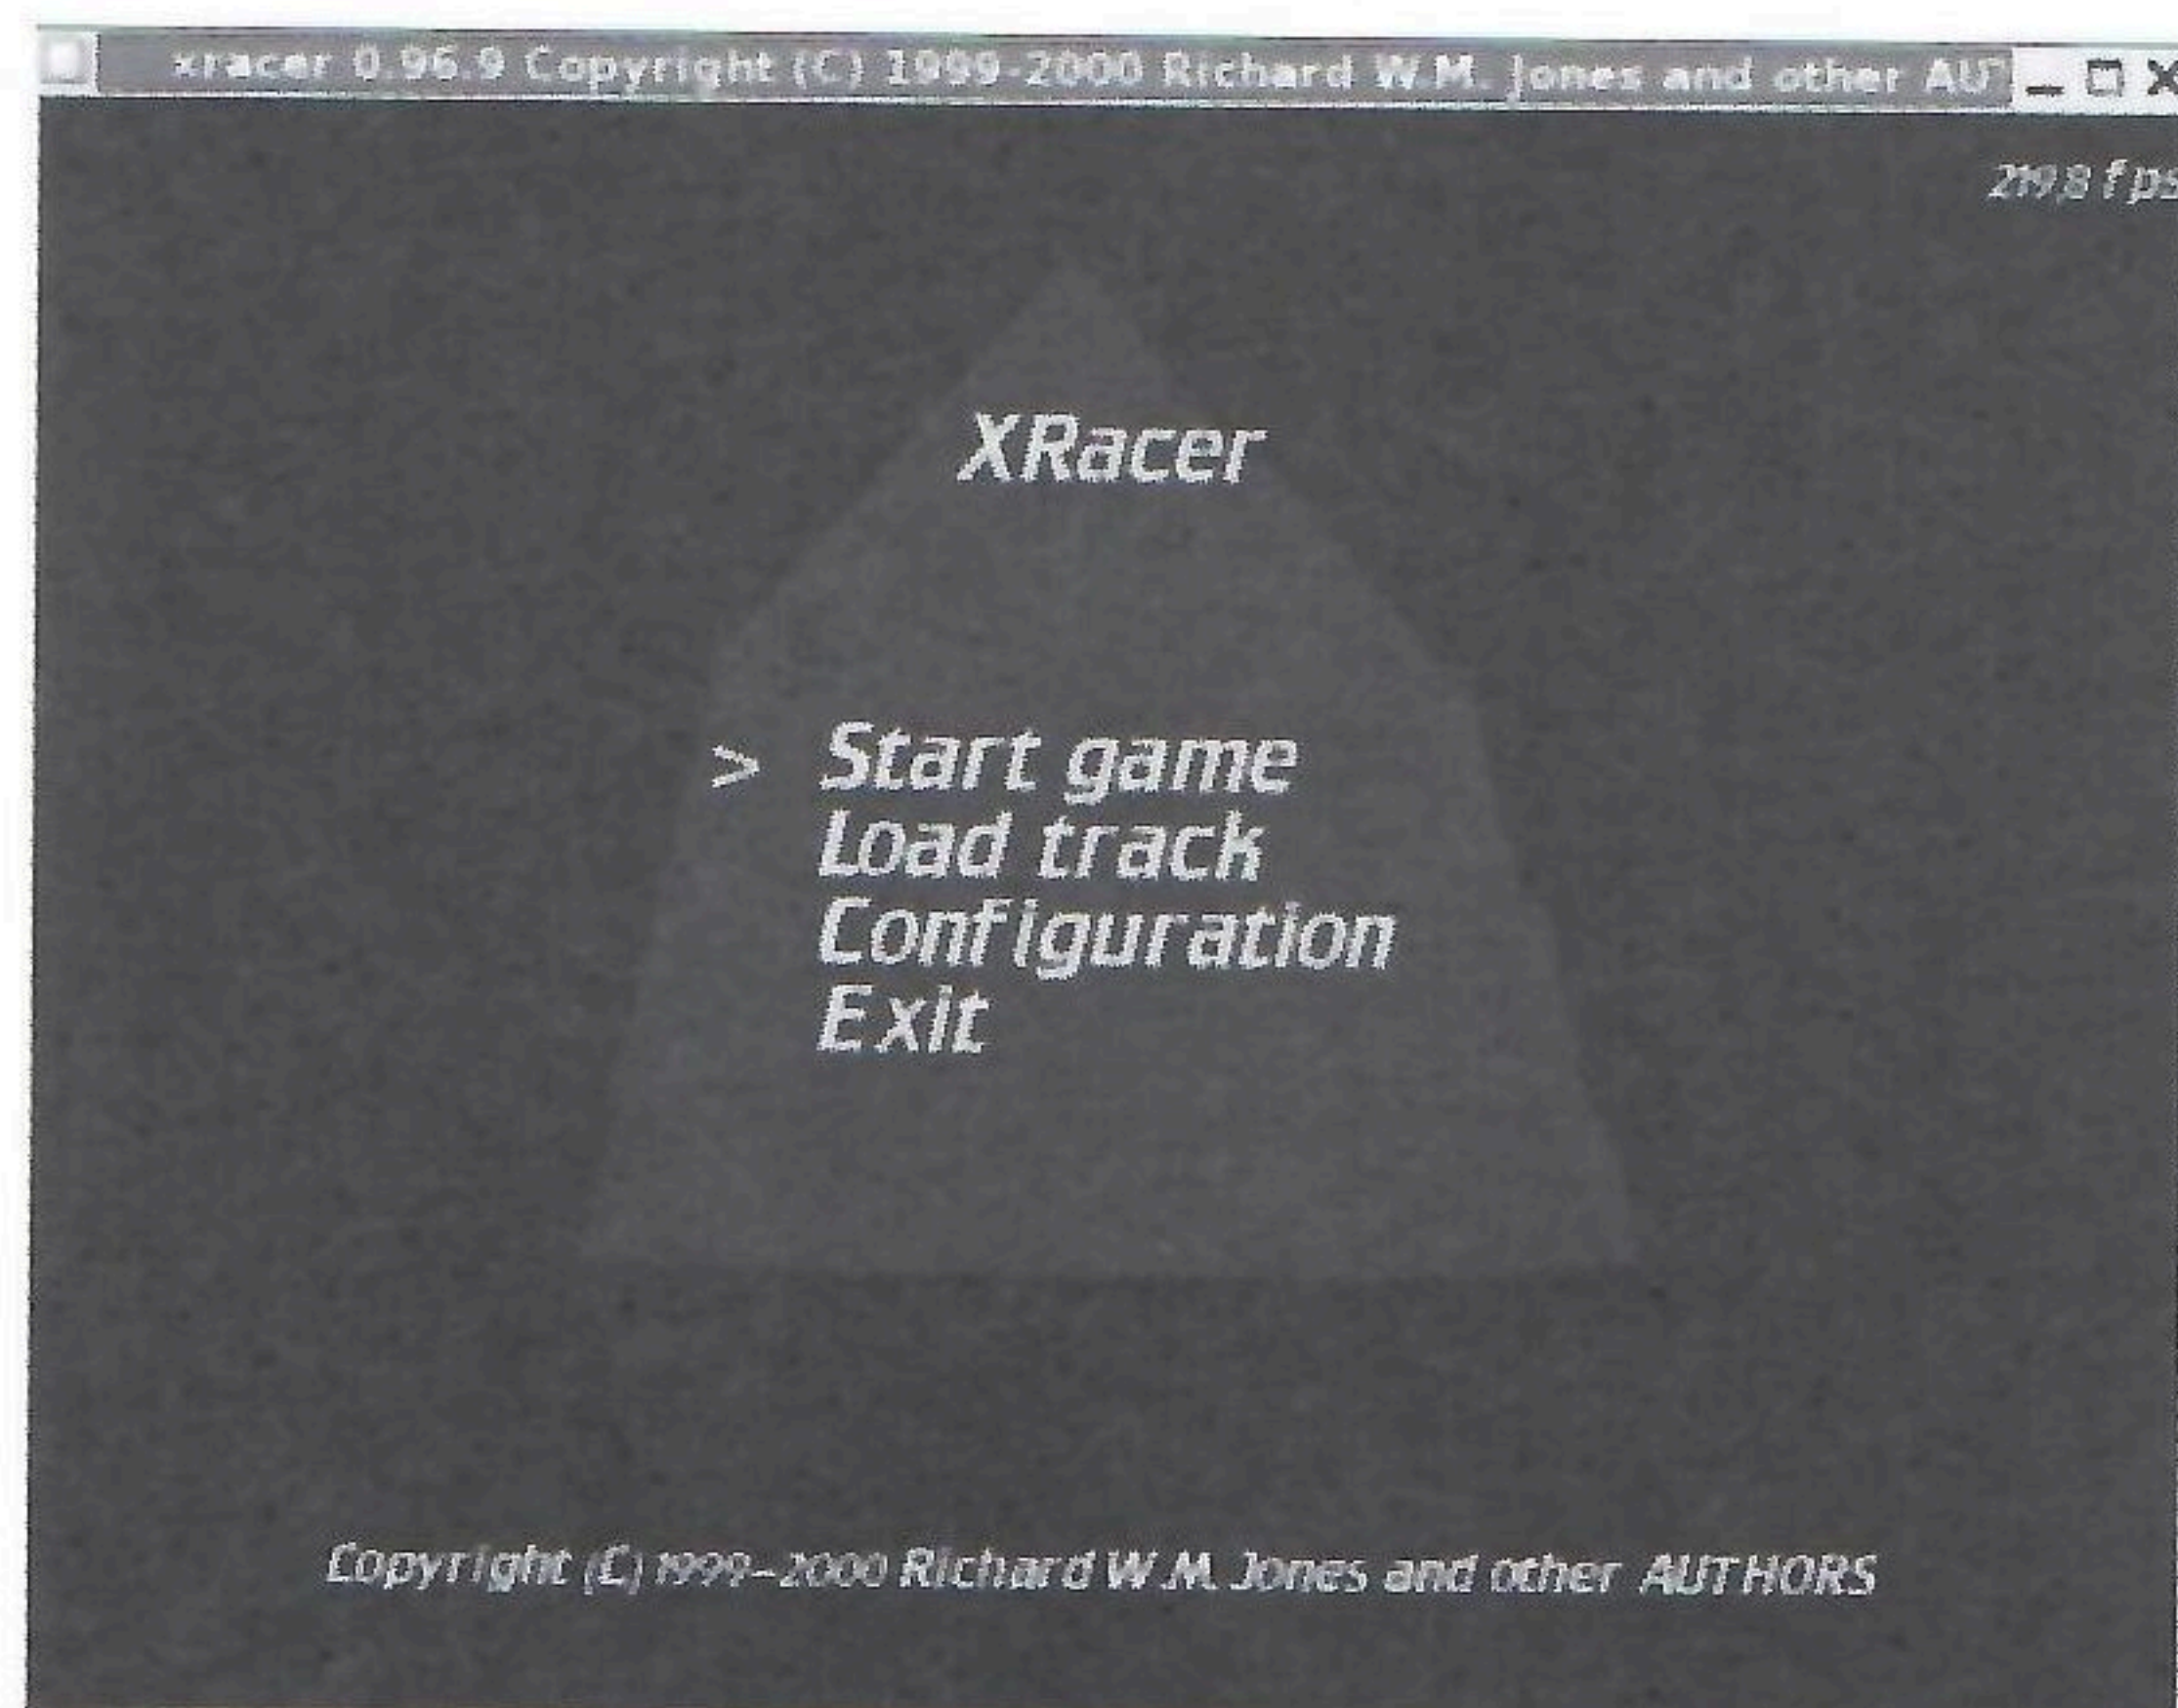 xracer 0.96.9 Copyright (C) 1999-2000 Richard W.M. Jones and other AU
219.8 fps
XRacer
> Start game
Load track
Configuration
Exit
Copyright (C) 1999-2000 Richard W.M. Jones and other AUTHORS